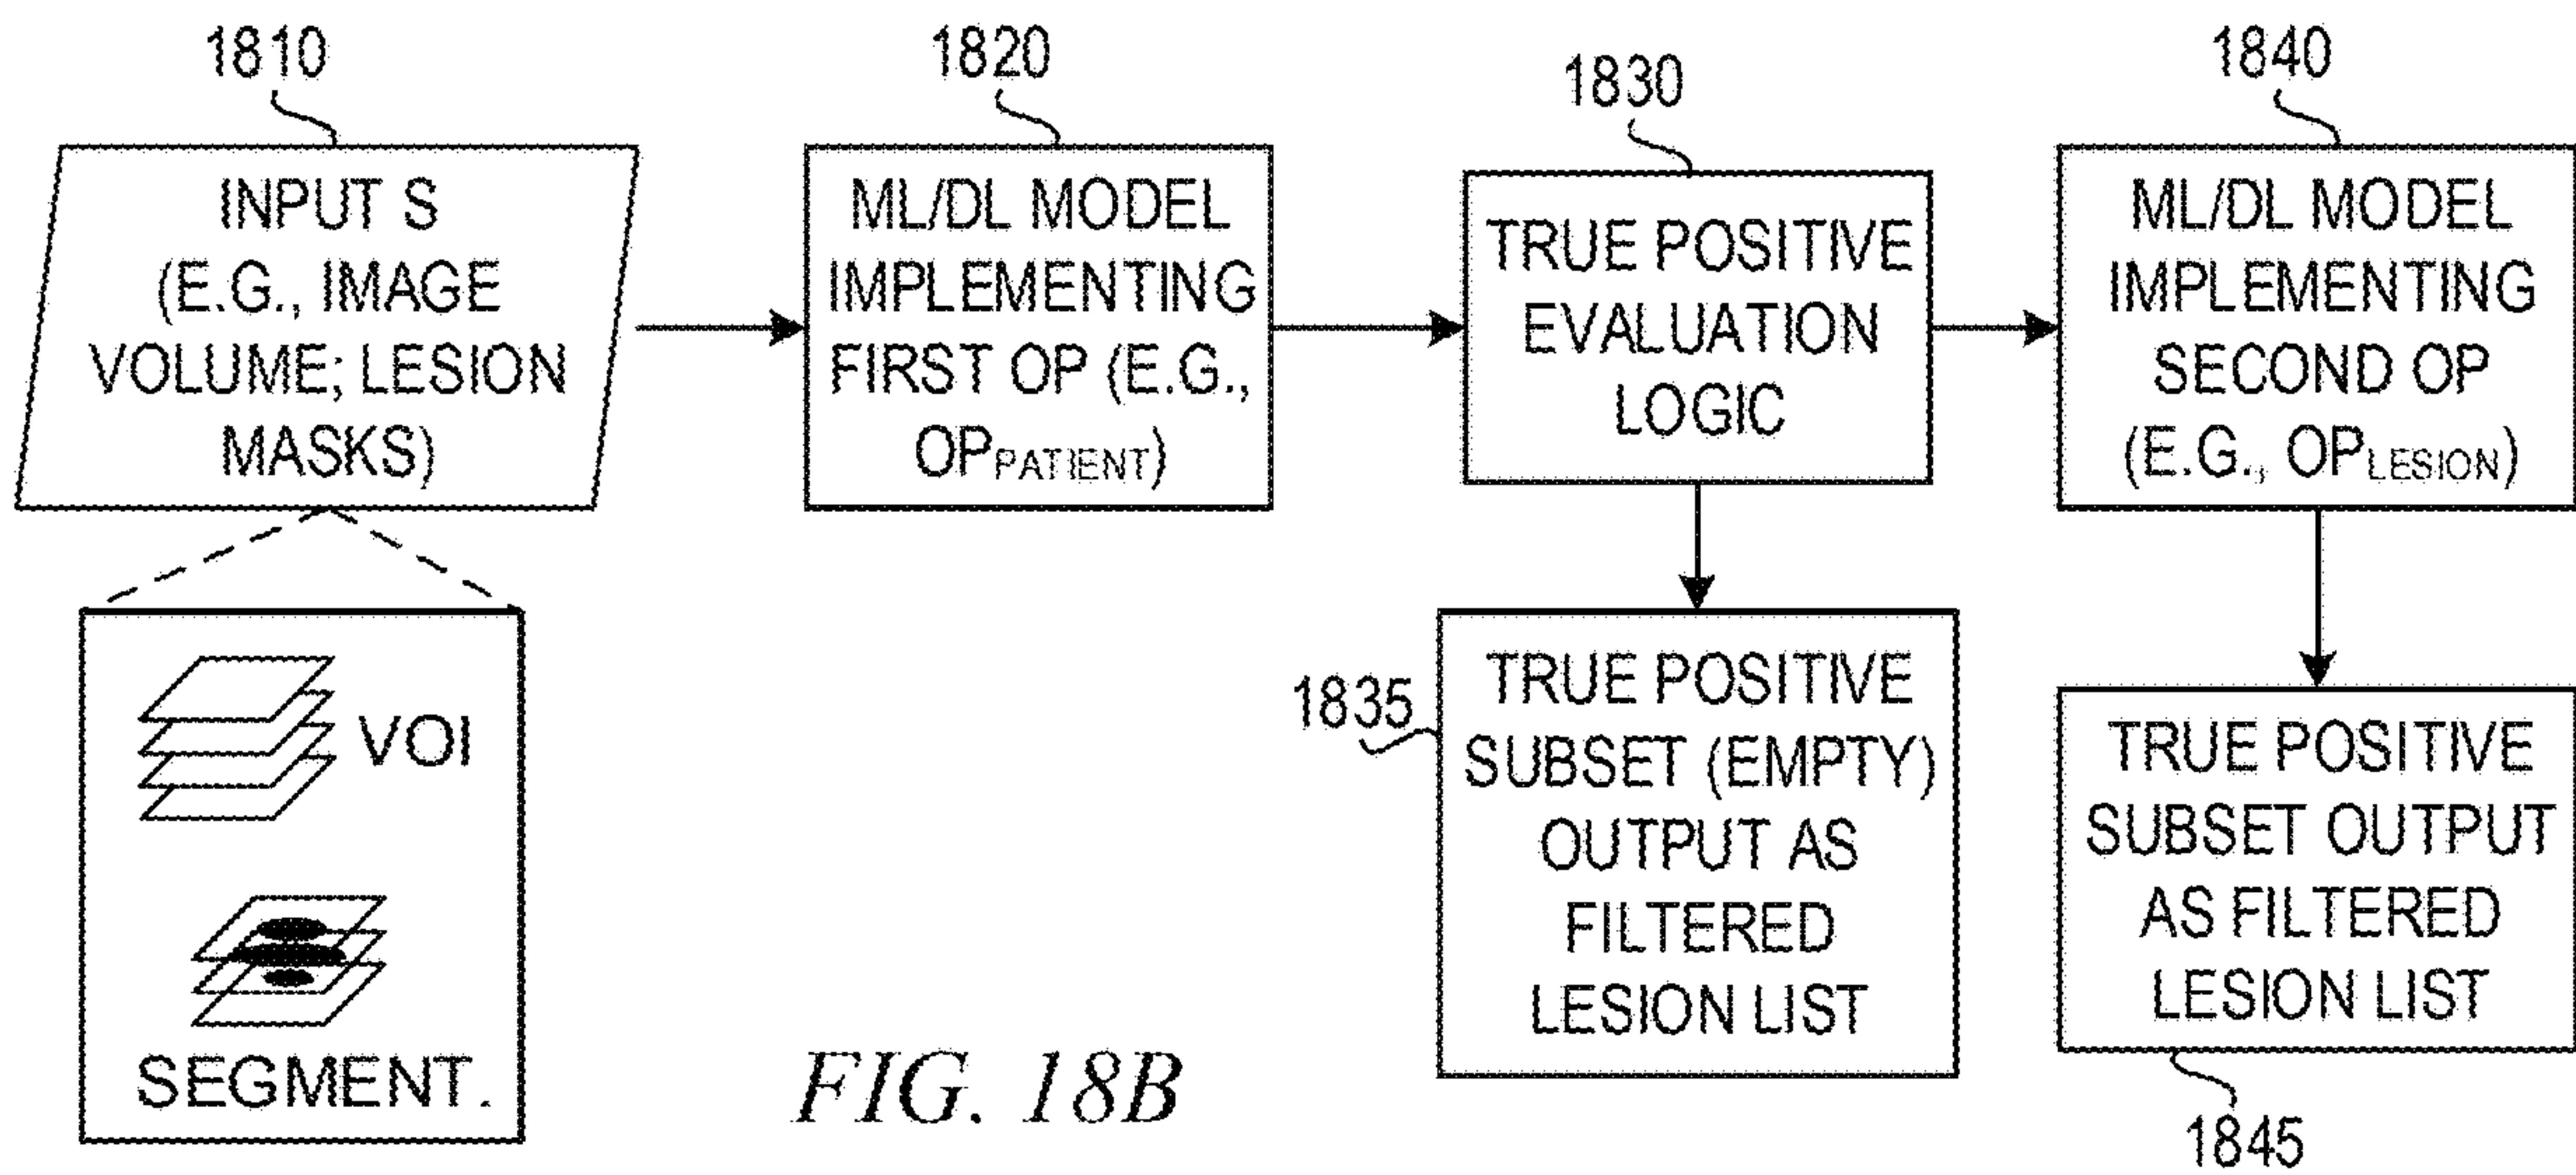 1810
INPUT S
(E.G., IMAGE
VOLUME; LESION
MASKS)
VOI
SEGMENT.
1820
ML/DL MODEL
IMPLEMENTING
FIRST OP (E.G.,
OPPATIENT)
1830
TRUE POSITIVE
EVALUATION
LOGIC
1835
TRUE POSITIVE
SUBSET (EMPTY)
OUTPUT AS
FILTERED
LESION LIST
1840
ML/DL MODEL
IMPLEMENTING
SECOND OP
(E.G., OPLESION)
TRUE POSITIVE
SUBSET OUTPUT
AS FILTERED
LESION LIST
1845
FIG. 18B